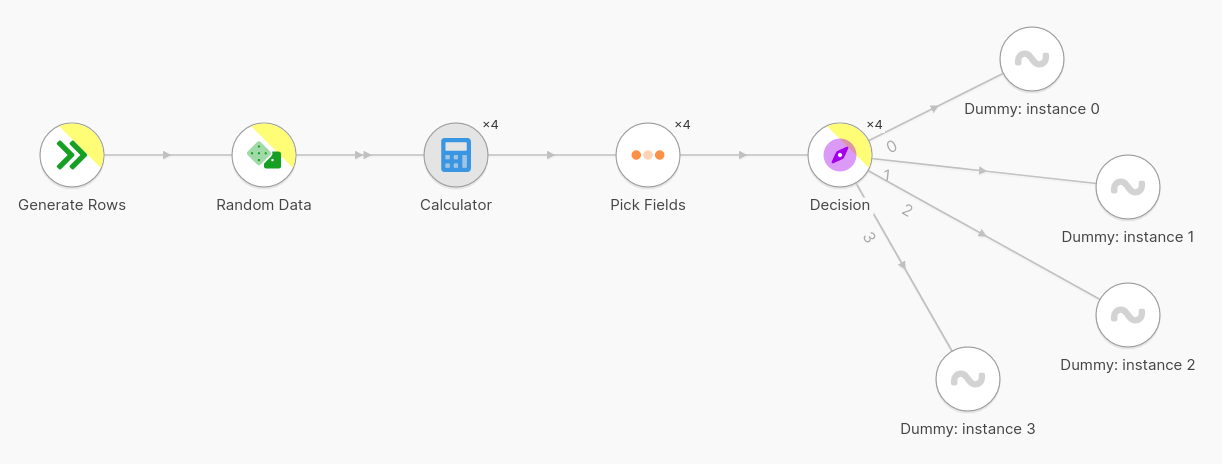 Dummy: instance 0
×4
×4
×4
0
1
Generate Rows
Random Data
Calculator
Pick Fields
Decision
2
3
Dummy: instance 1
Dummy: instance 2
Dummy: instance 3